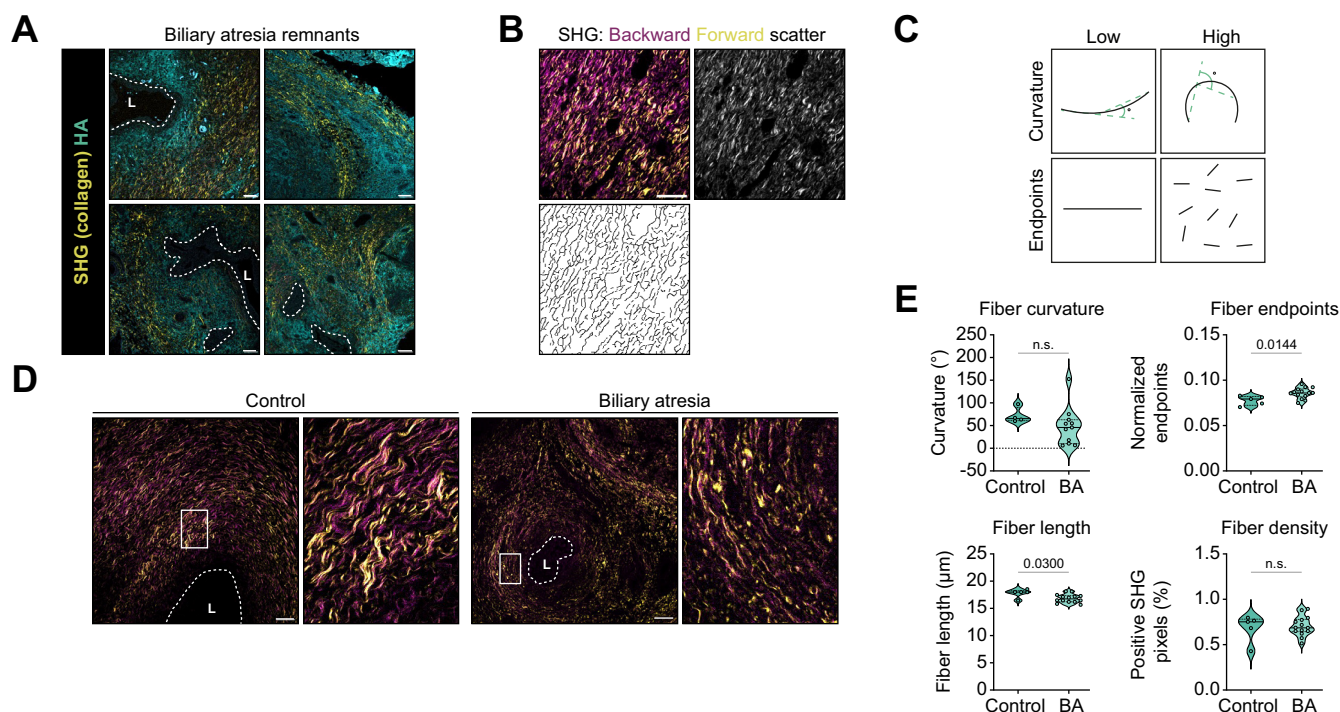 A
Biliary atresia remnants
SHG (collagen) HA
L
L
B
SHG: Backward Forward scatter
C
Low
High
Curvature
°
°
Endpoints
D
Control
Biliary atresia
L
L
E
Fiber curvature
Curvature (°)
250
200
150
100
50
0
-50
n.s.
Control
BA
Fiber endpoints
Normalized
endpoints
0.15
0.10
0.05
0.00
0.0144
Control
BA
Fiber length
Fiber length (µm)
25
20
15
10
5
0
0.0300
Control
BA
Fiber density
Positive SHG
pixels (%)
1.5
1.0
0.5
0.0
n.s.
Control
BA